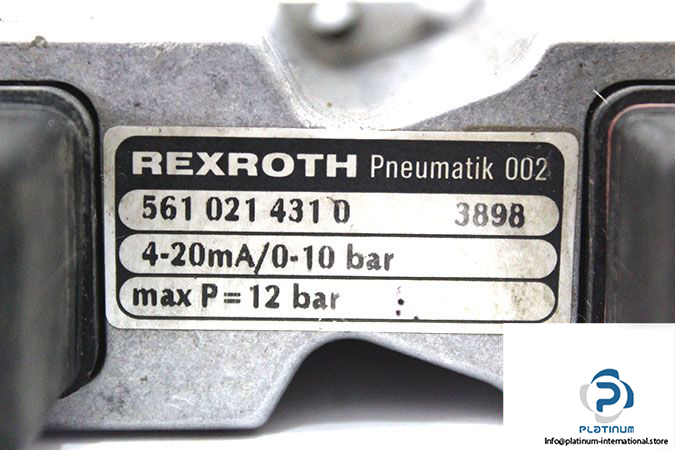 REXROTH Pneumatik 002
561 021 431 0 3898
4-20mA/0-10 bar
max P = 12 bar :
PLATINUM
Info@platinum-international.store